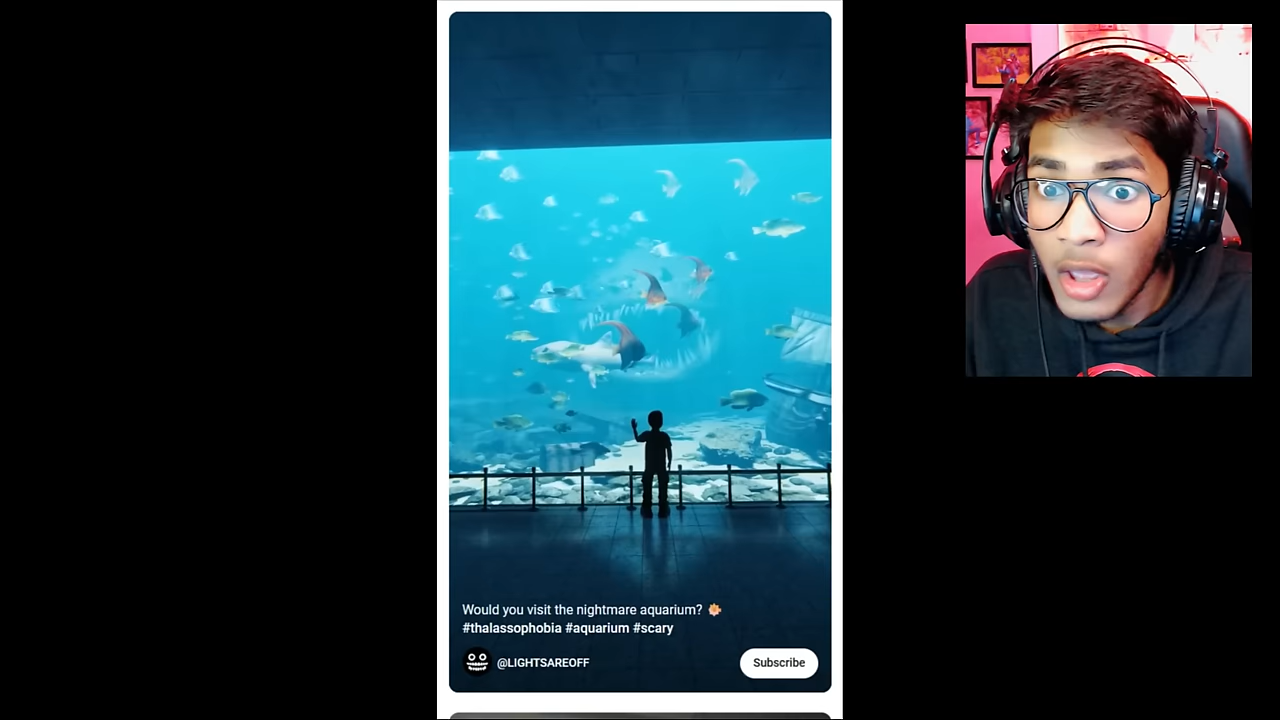 Would you visit the nightmare aquarium?
#thalassophobia #aquarium #scary
@LIGHTSAREOFF
Subscribe